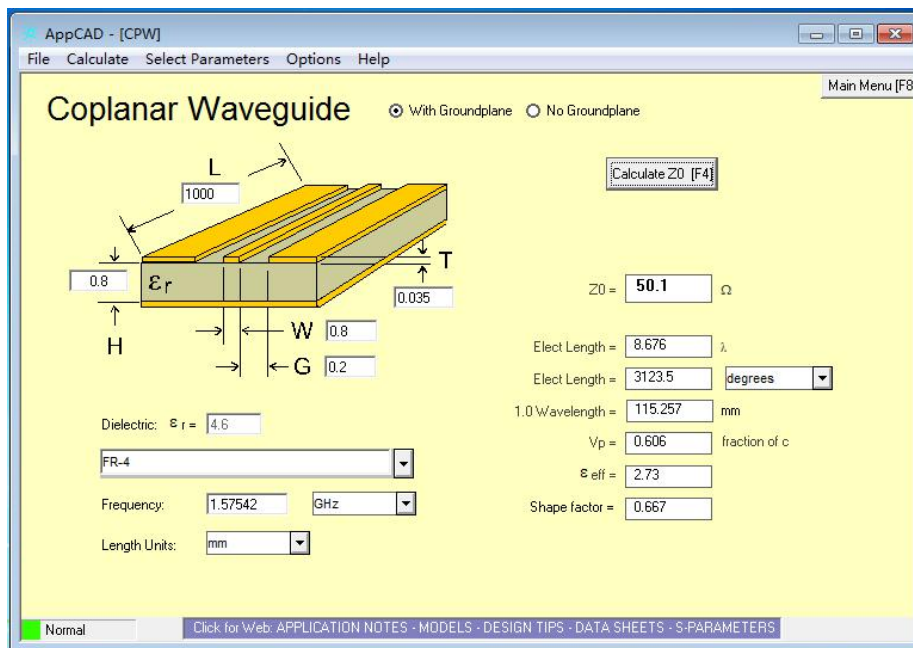 AppCAD - [CPW]
File Calculate Select Parameters Options Help
Main Menu [F8
Coplanar Waveguide
With Groundplane No Groundplane
Calculate Z0 [F4]
L
1000
0.8
εr
T
0.035
H
W 0.8
G 0.2
Z0 = 50.1 Ω
Elect Length = 8.676 λ
Elect Length = 3123.5 degrees
1.0 Wavelength = 115.257 mm
Vp = 0.606 fraction of c
ε eff = 2.73
Shape factor = 0.667
Dielectric: ε r = 4.6
FR-4
Frequency: 1.57542 GHz
Length Units: mm
Normal
Click for Web: APPLICATION NOTES - MODELS - DESIGN TIPS - DATA SHEETS - S-PARAMETERS